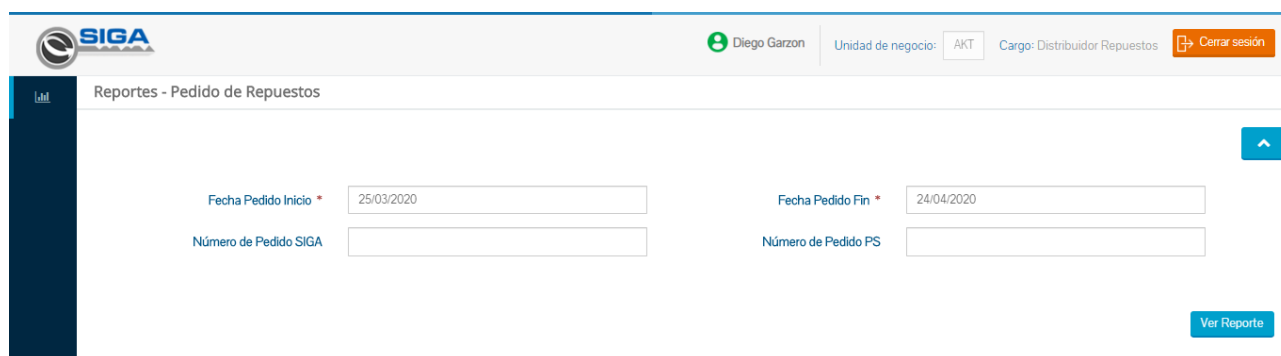 SIGA
Diego Garzon Unidad de negocio: AKT Cargo: Distribuidor Repuestos Cerrar sesión
Reportes - Pedido de Repuestos
Fecha Pedido Inicio * 25/03/2020 Fecha Pedido Fin * 24/04/2020
Número de Pedido SIGA Número de Pedido PS
Ver Reporte